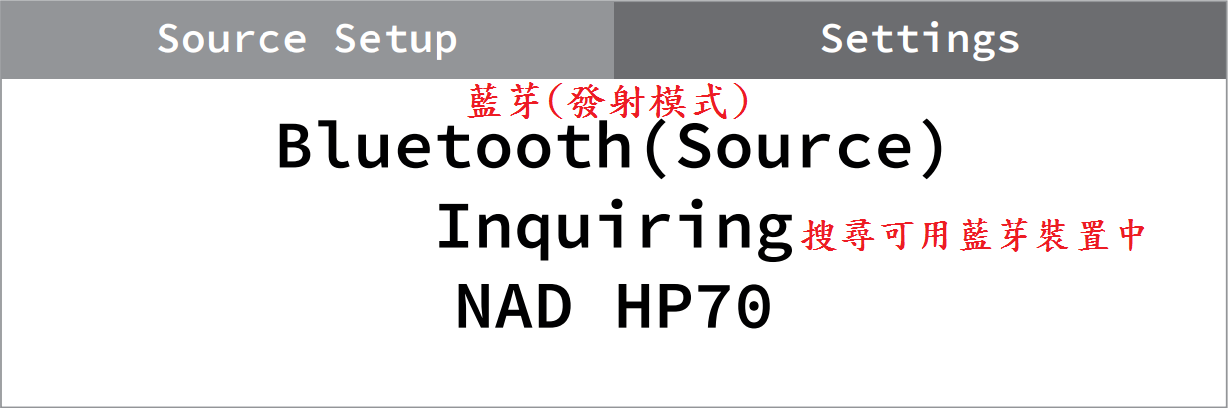 Source Setup
Settings
藍芽(發射模式)
Bluetooth(Source)
Inquiring 搜尋可用藍芽裝置中
NAD HP70